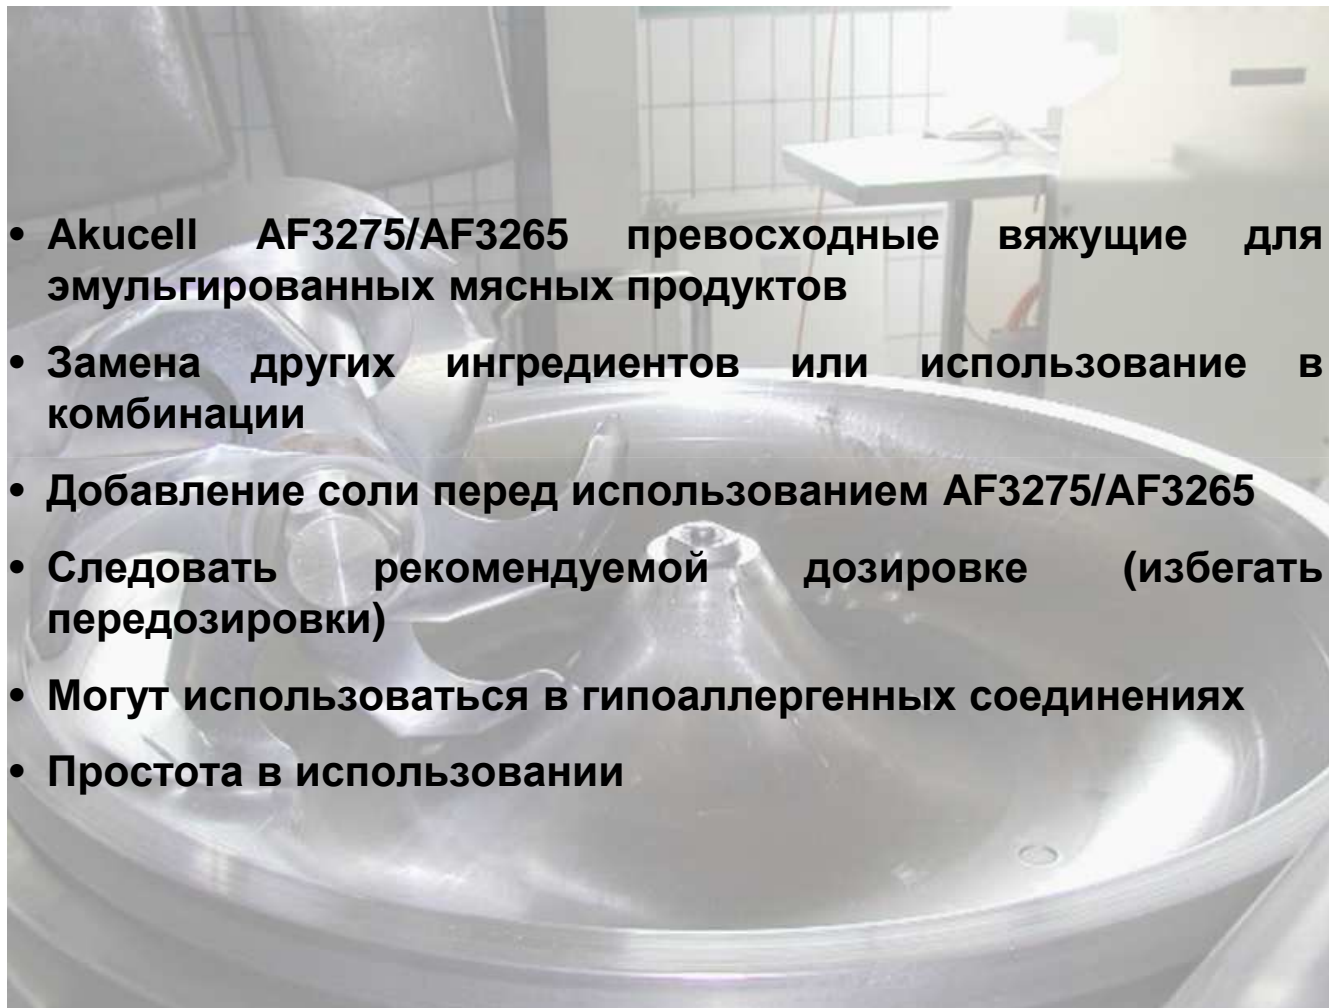 • Akucell AF3275/AF3265 превосходные вяжущие для
эмульгированных мясных продуктов
• Замена других ингредиентов или использование в
комбинации
• Добавление соли перед использованием AF3275/AF3265
• Следовать рекомендуемой дозировке (избегать
передозировки)
• Могут использоваться в гипоаллергенных соединениях
• Простота в использовании